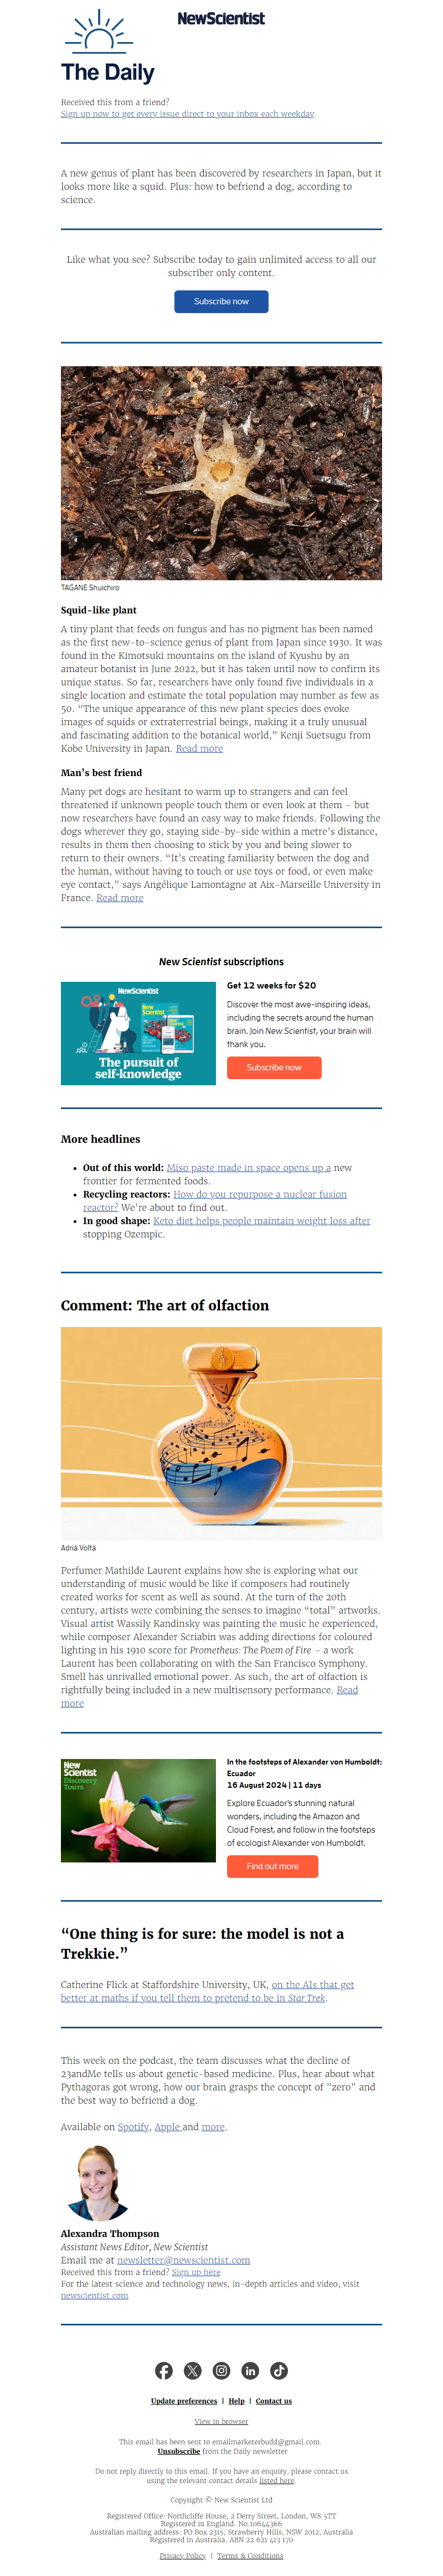 NewScientist
The Daily
Received this from a friend?
Sign up now to get every issue direct to your inbox each weekday
A new genus of plant has been discovered by researchers in Japan, but it
looks more like a squid. Plus: how to befriend a dog, according to
science.
Like what you see? Subscribe today to gain unlimited access to all our
subscriber only content.
Subscribe now
TAGANE Shuichiro
Squid-like plant
A tiny plant that feeds on fungus and has no pigment has been named
as the first new-to-science genus of plant from Japan since 1930. It was
found in the Kimotsuki mountains on the island of Kyushu by an
amateur botanist in June 2022, but it has taken until now to confirm its
unique status. So far, researchers have only found five individuals in a
single location and estimate the total population may number as few as
50. “The unique appearance of this new plant species does evoke
images of squids or extraterrestrial beings, making it a truly unusual
and fascinating addition to the botanical world,” Kenji Suetsugu from
Kobe University in Japan. Read more
Man’s best friend
Many pet dogs are hesitant to warm up to strangers and can feel
threatened if unknown people touch them or even look at them – but
now researchers have found an easy way to make friends. Following the
dogs wherever they go, staying side-by-side within a metre’s distance,
results in them then choosing to stick by you and being slower to
return to their owners. “It’s creating familiarity between the dog and
the human, without having to touch or use toys or food, or even make
eye contact,” says Angélique Lamontagne at Aix-Marseille University in
France. Read more
New Scientist subscriptions
NewScientist
The pursuit of
self-knowledge
Get 12 weeks for $20
Discover the most awe-inspiring ideas,
including the secrets around the human
brain. Join New Scientist, your brain will
thank you.
Subscribe now
More headlines
• Out of this world: Miso paste made in space opens up a new
frontier for fermented foods.
• Recycling reactors: How do you repurpose a nuclear fusion
reactor? We're about to find out.
• In good shape: Keto diet helps people maintain weight loss after
stopping Ozempic.
Comment: The art of olfaction
Adrià Voltà
Perfumer Mathilde Laurent explains how she is exploring what our
understanding of music would be like if composers had routinely
created works for scent as well as sound. At the turn of the 20th
century, artists were combining the senses to imagine “total” artworks.
Visual artist Wassily Kandinsky was painting the music he experienced,
while composer Alexander Scriabin was adding directions for coloured
lighting in his 1910 score for Prometheus: The Poem of Fire – a work
Laurent has been collaborating on with the San Francisco Symphony.
Smell has unrivalled emotional power. As such, the art of olfaction is
rightfully being included in a new multisensory performance. Read
more
New
Scientist
Discovery
Tours
In the footsteps of Alexander von Humboldt:
Ecuador
16 August 2024 | 11 days
Explore Ecuador's stunning natural
wonders, including the Amazon and
Cloud Forest, and follow in the footsteps
of ecologist Alexander von Humboldt.
Find out more
“One thing is for sure: the model is not a
Trekkie.”
Catherine Flick at Staffordshire University, UK, on the AIs that get
better at maths if you tell them to pretend to be in Star Trek.
This week on the podcast, the team discusses what the decline of
23andMe tells us about genetic-based medicine. Plus, hear about what
Pythagoras got wrong, how our brain grasps the concept of "zero" and
the best way to befriend a dog.
Available on Spotify, Apple and more.
Alexandra Thompson
Assistant News Editor, New Scientist
Email me at newsletter@newscientist.com
Received this from a friend? Sign up here
For the latest science and technology news, in-depth articles and video, visit
newscientist.com
Update preferences | Help | Contact us
View in browser
This email has been sent to emailmarketerbudd@gmail.com.
Unsubscribe from the Daily newsletter
Do not reply directly to this email. If you have an enquiry, please contact us
using the relevant contact details listed here.
Copyright © New Scientist Ltd
Registered Office: Northcliffe House, 2 Derry Street, London, W8 5TT
Registered in England. No.10644366
Australian mailing address: PO Box 2315, Strawberry Hills, NSW 2012, Australia
Registered in Australia. ABN 22 621 413 170
Privacy Policy | Terms & Conditions